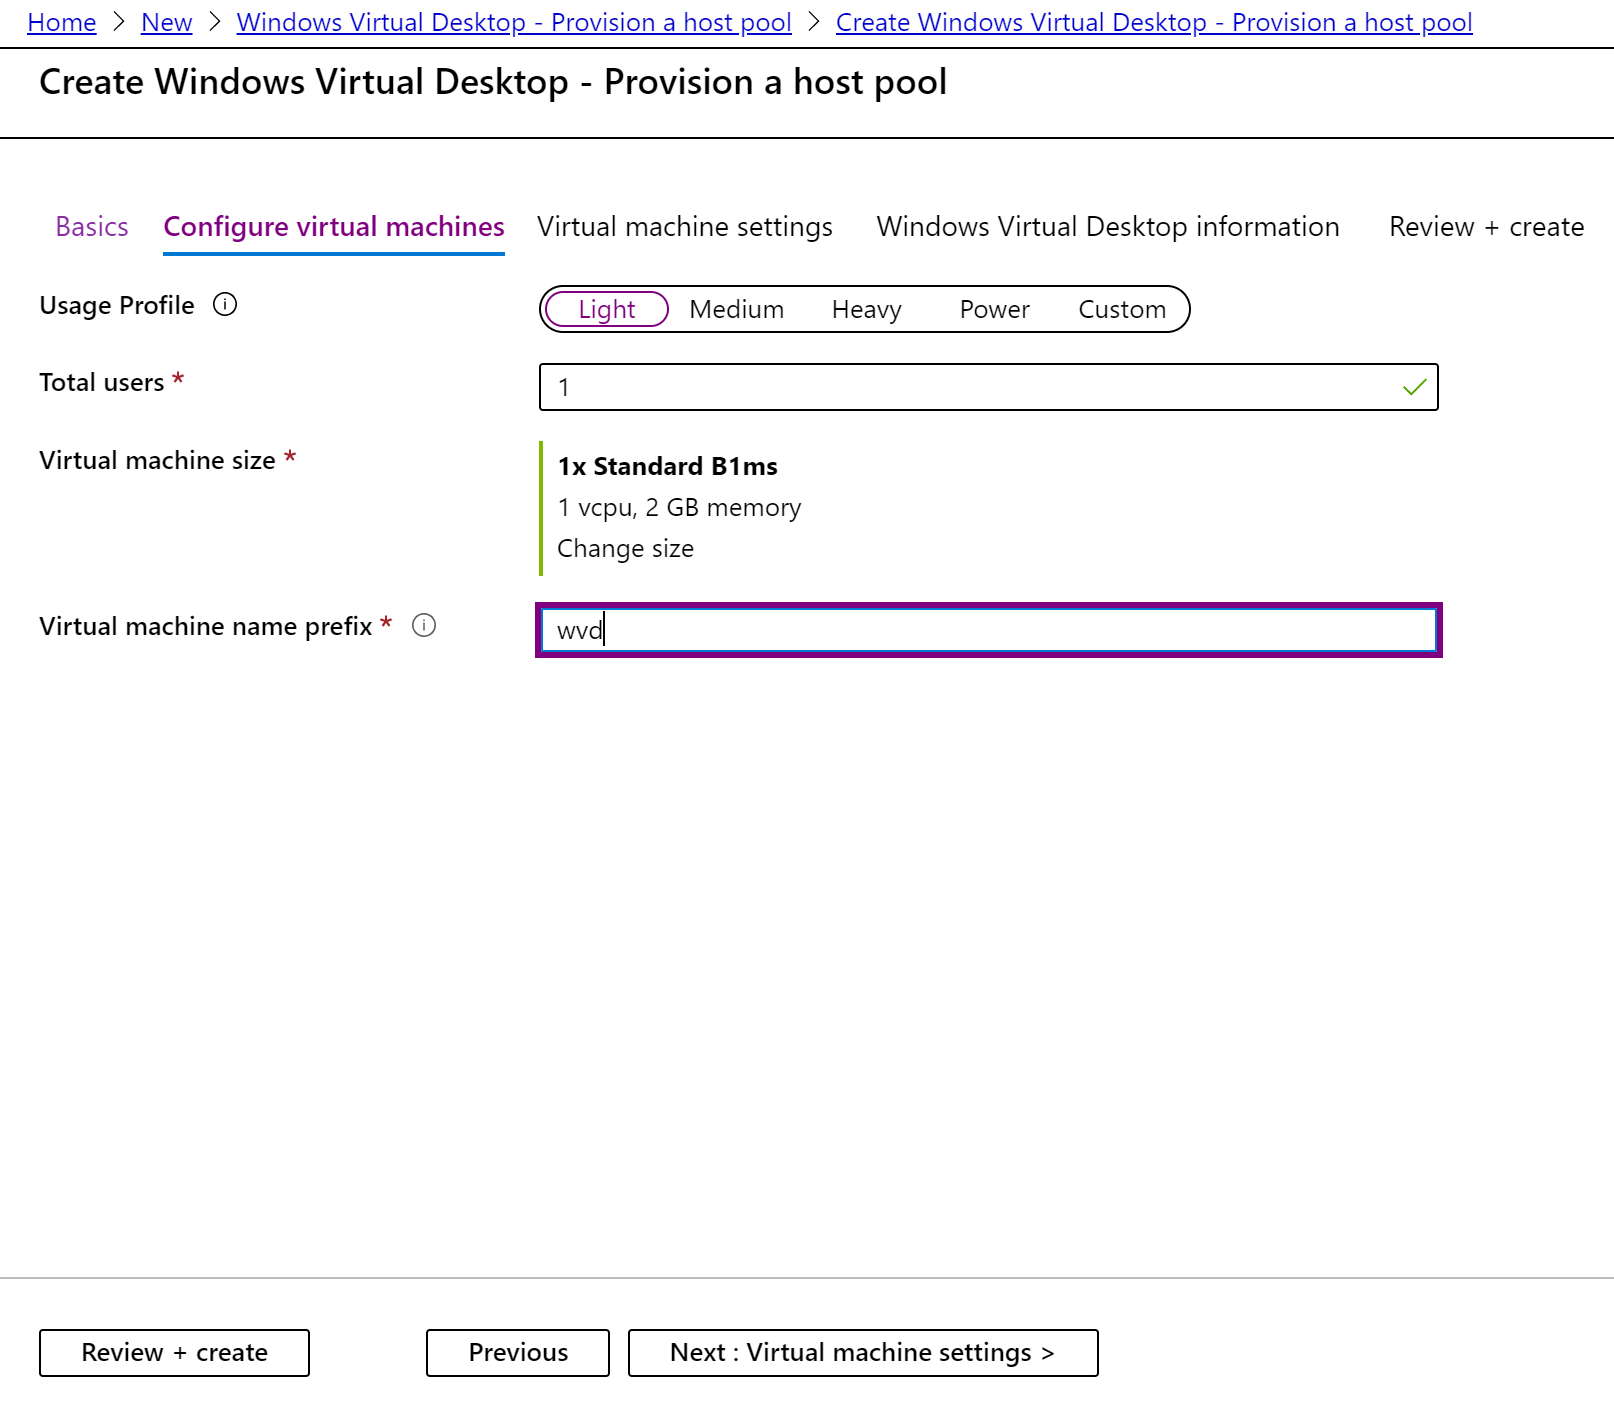 Home > New > Windows Virtual Desktop - Provision a host pool > Create Windows Virtual Desktop - Provision a host pool
Create Windows Virtual Desktop - Provision a host pool
Basics Configure virtual machines Virtual machine settings Windows Virtual Desktop information Review + create
Usage Profile Light Medium Heavy Power Custom
Total users * 1
Virtual machine size * 1x Standard B1ms
1 vcpu, 2 GB memory
Change size
Virtual machine name prefix * wvd
Review + create Previous Next : Virtual machine settings >